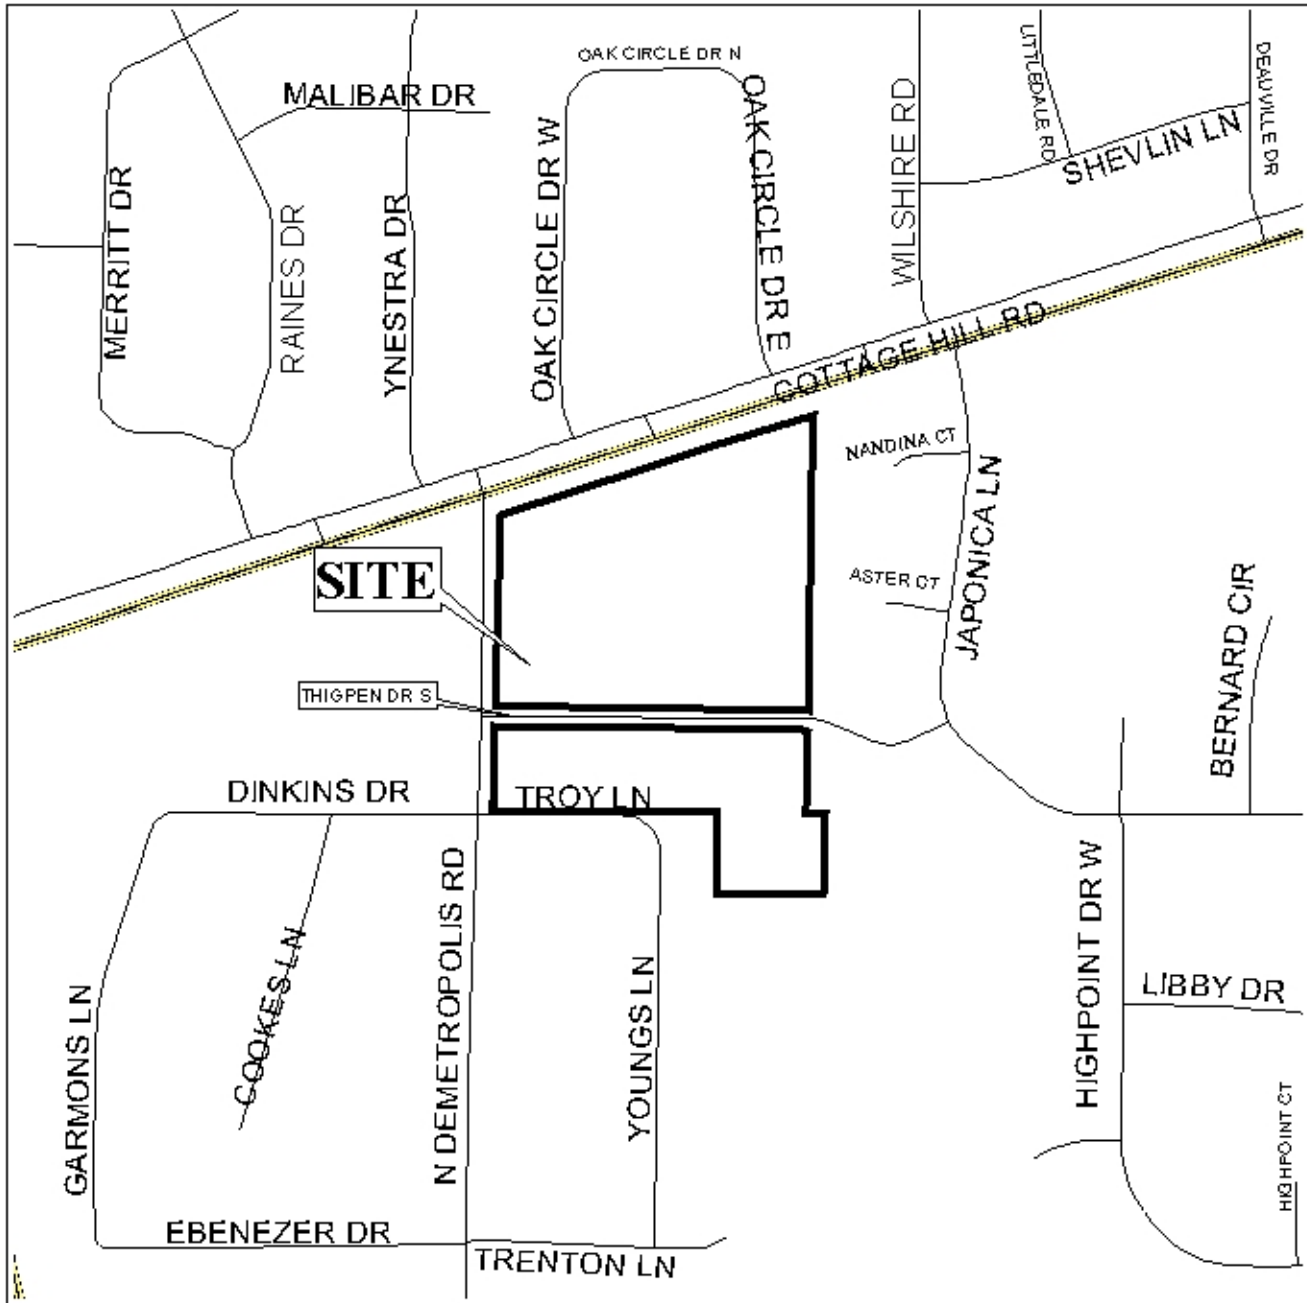 OAK CIRCLE DR N
MALIBAR DR
OAK CIRCLE DR W
OAK CIRCLE DR E
WILSHIRE RD
LITTLEDALE RD
DEAUVILLE DR
SHEVLIN LN
MERRITT DR
RAINES DR
YNESTRA DR
COTTAGE HILL RD
NANDINA CT
JAPONICA LN
ASTER CT
SITE
BERNARD CIR
THIGPEN DR S
DINKINS DR
TROY LN
N DEMETROPOLIS RD
HIGHPOINT DR W
COOKES LN
GARMONS LN
YOUNGS LN
LIBBY DR
HIGHPOINT CT
EBENEZER DR
TRENTON LN